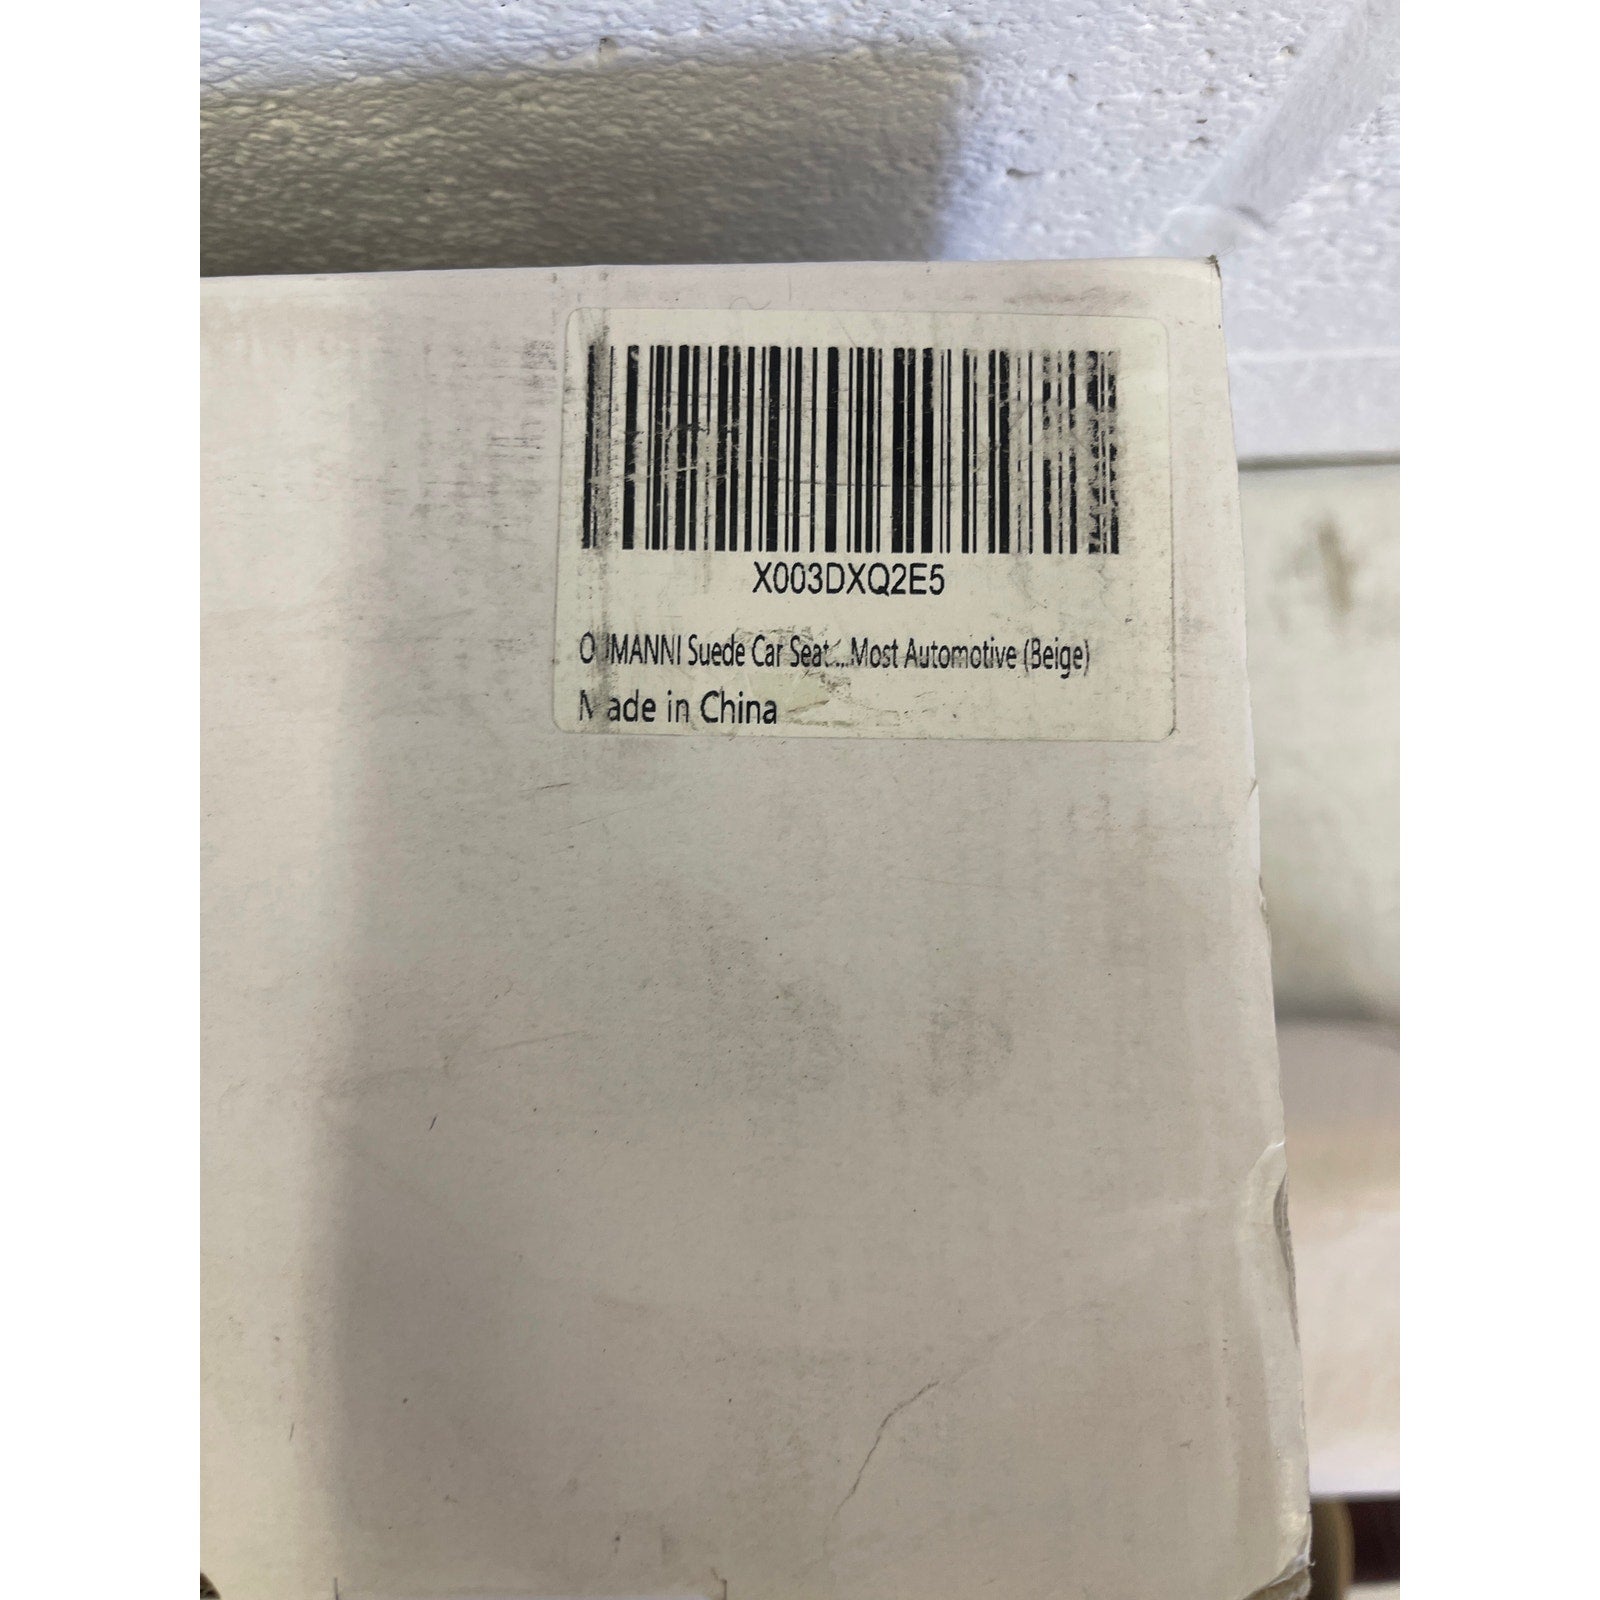 X003DXQ2E5
Suede Car Seat...Most Automotive (Beige)
Made in China